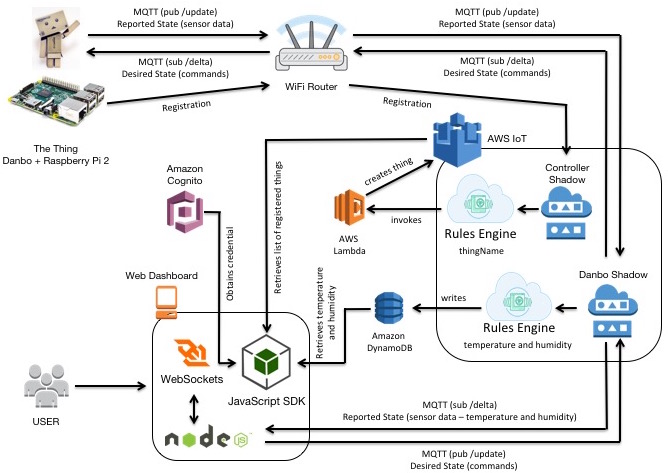 MQTT (pub /update)
Reported State (sensor data)
MQTT (pub /update)
Reported State (sensor data)
MQTT (sub /delta)
Desired State (commands)
MQTT (sub /delta)
Desired State (commands)
WiFi Router
Registration
Registration
The Thing
Danbo + Raspberry Pi 2
AWS IoT
Amazon
Cognito
creates thing
Controller
Shadow
Retrieves list of registered things
Obtains credential
AWS
Lambda
invokes
Rules Engine
thingName
Web Dashboard
Retrieves temperature
and humidity
Danbo Shadow
writes
Amazon
DynamoDB
Rules Engine
temperature and humidity
WebSockets
JavaScript SDK
USER
node
JS
MQTT (sub /delta)
Reported State (sensor data – temperature and humidity)
MQTT (pub /update)
Desired State (commands)